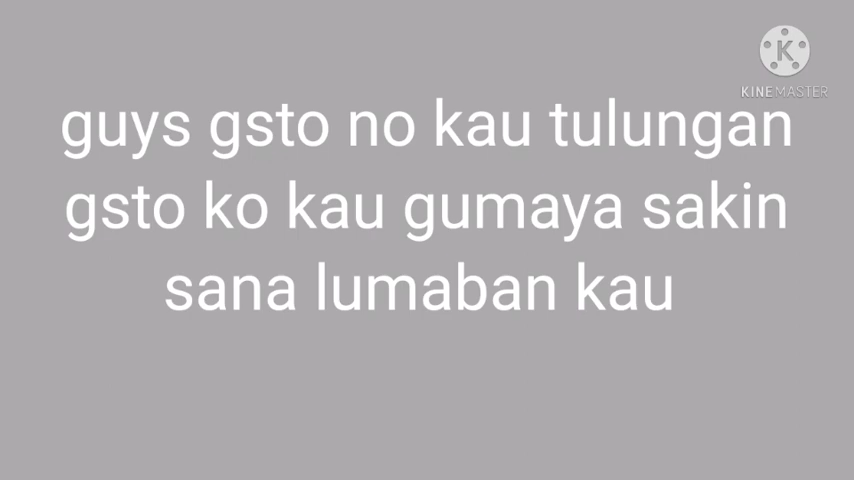 KINEMASTER
guys gsto no kau tulungan
gsto ko kau gumaya sakin
sana lumaban kau